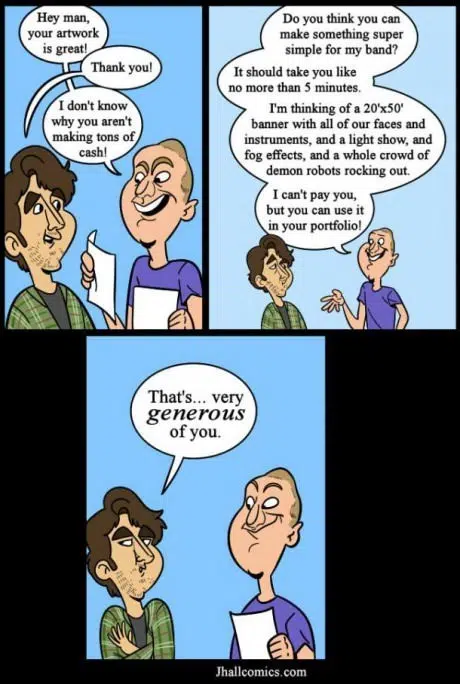 Hey man,
your artwork
is great!
Thank you!
I don't know
why you aren't
making tons of
cash!
Do you think you can
make something super
simple for my band?
It should take you like
no more than 5 minutes.
I'm thinking of a 20'x50'
banner with all of our faces and
instruments, and a light show, and
fog effects, and a whole crowd of
demon robots rocking out.
I can't pay you,
but you can use it
in your portfolio!
That's... very
generous
of you.
Jhallcomics.com